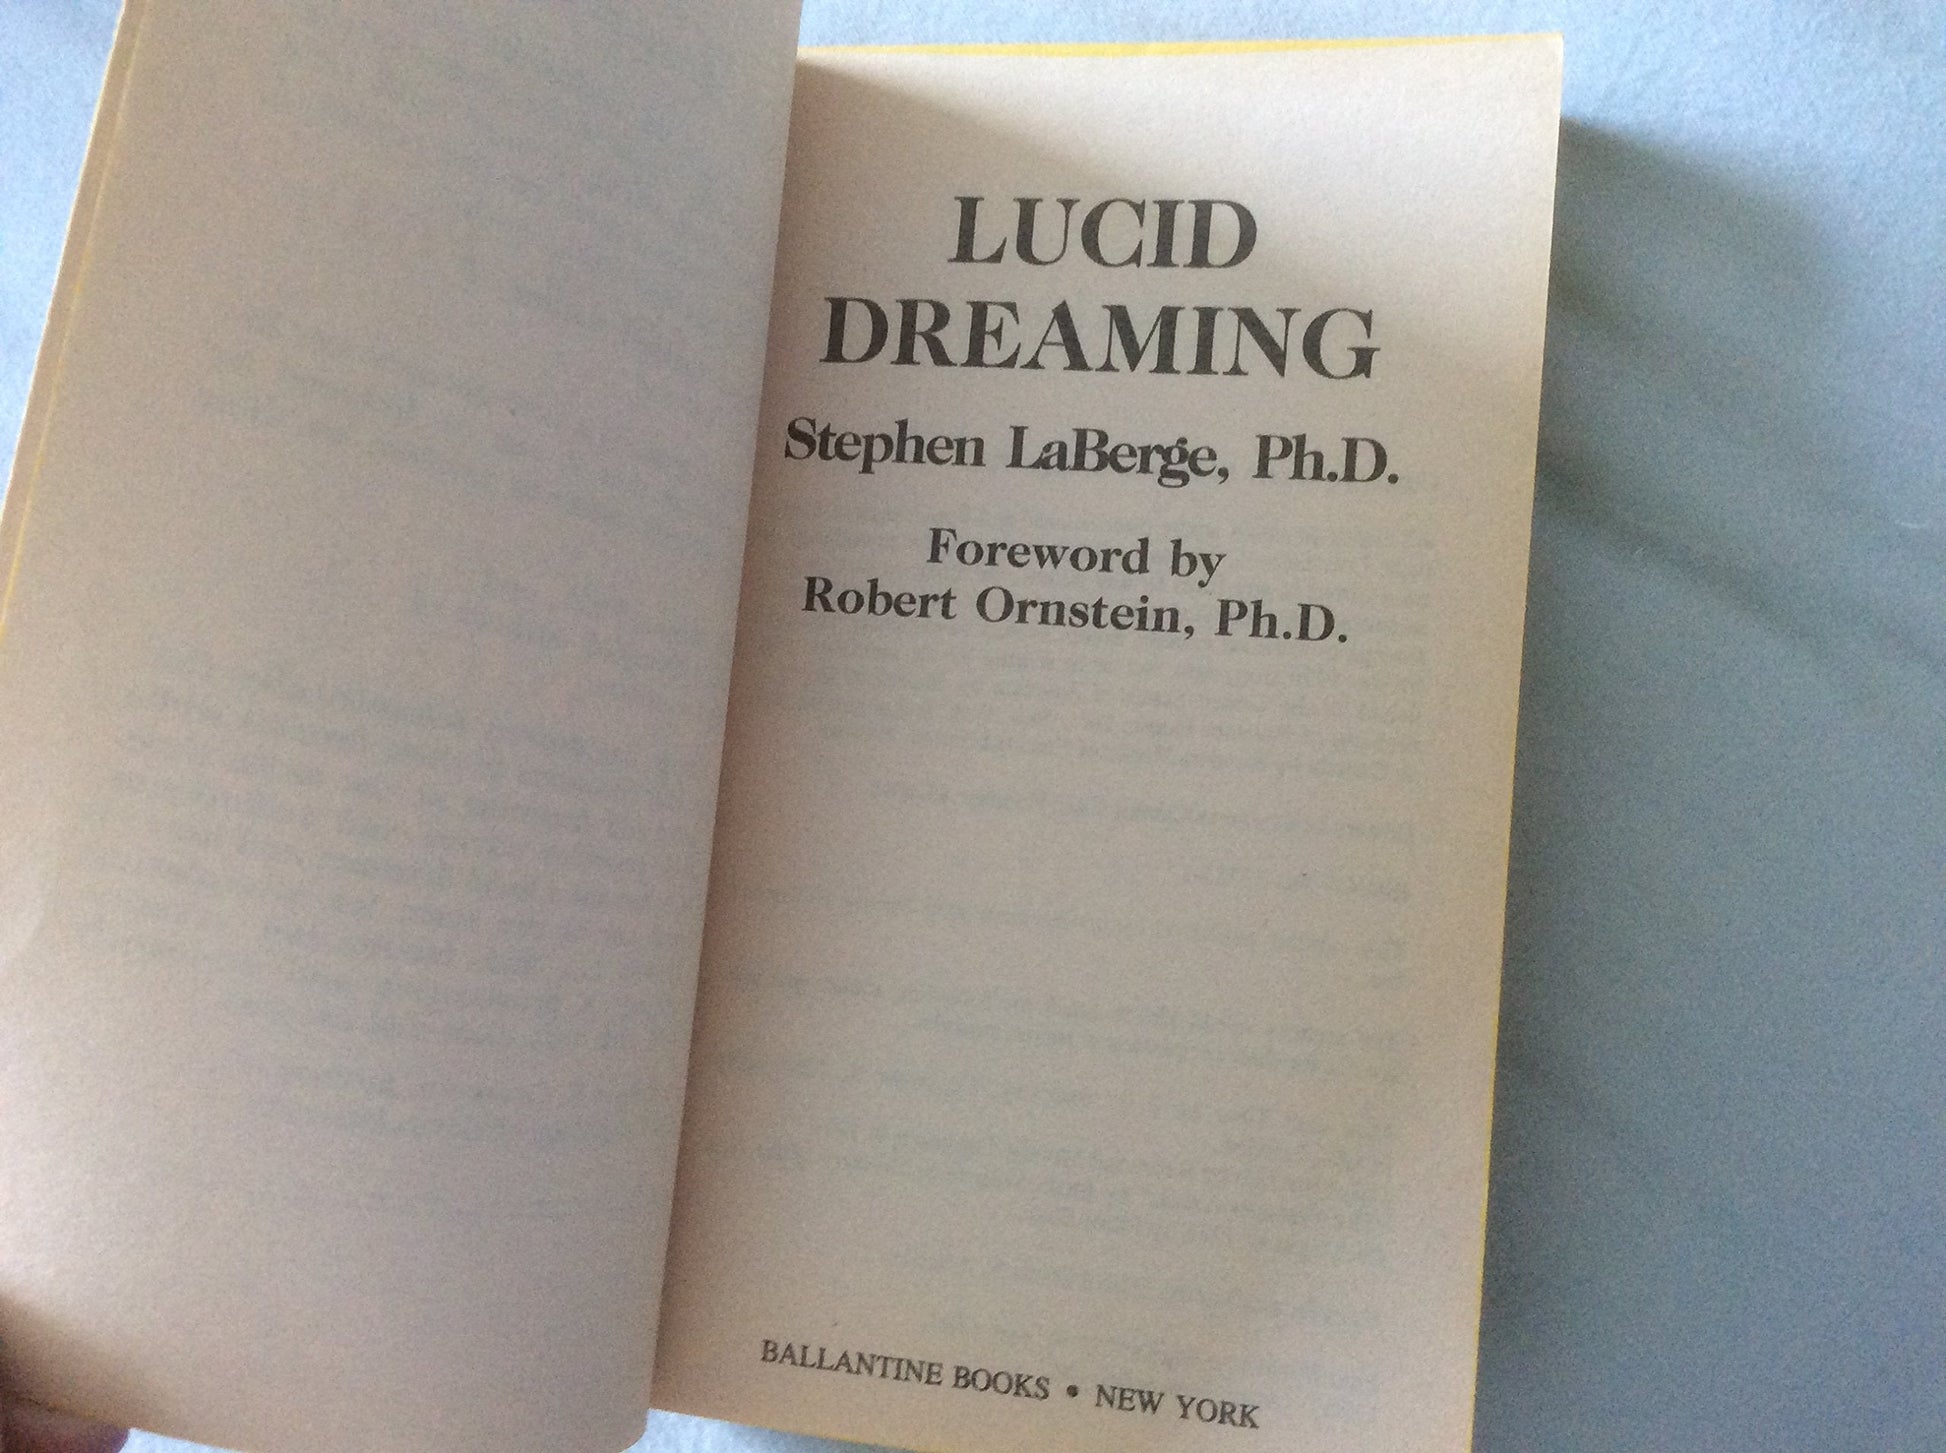 LUCID
DREAMING
Stephen LaBerge, Ph.D.
Foreword by
Robert Ornstein, Ph.D.
BALLANTINE BOOKS • NEW YORK